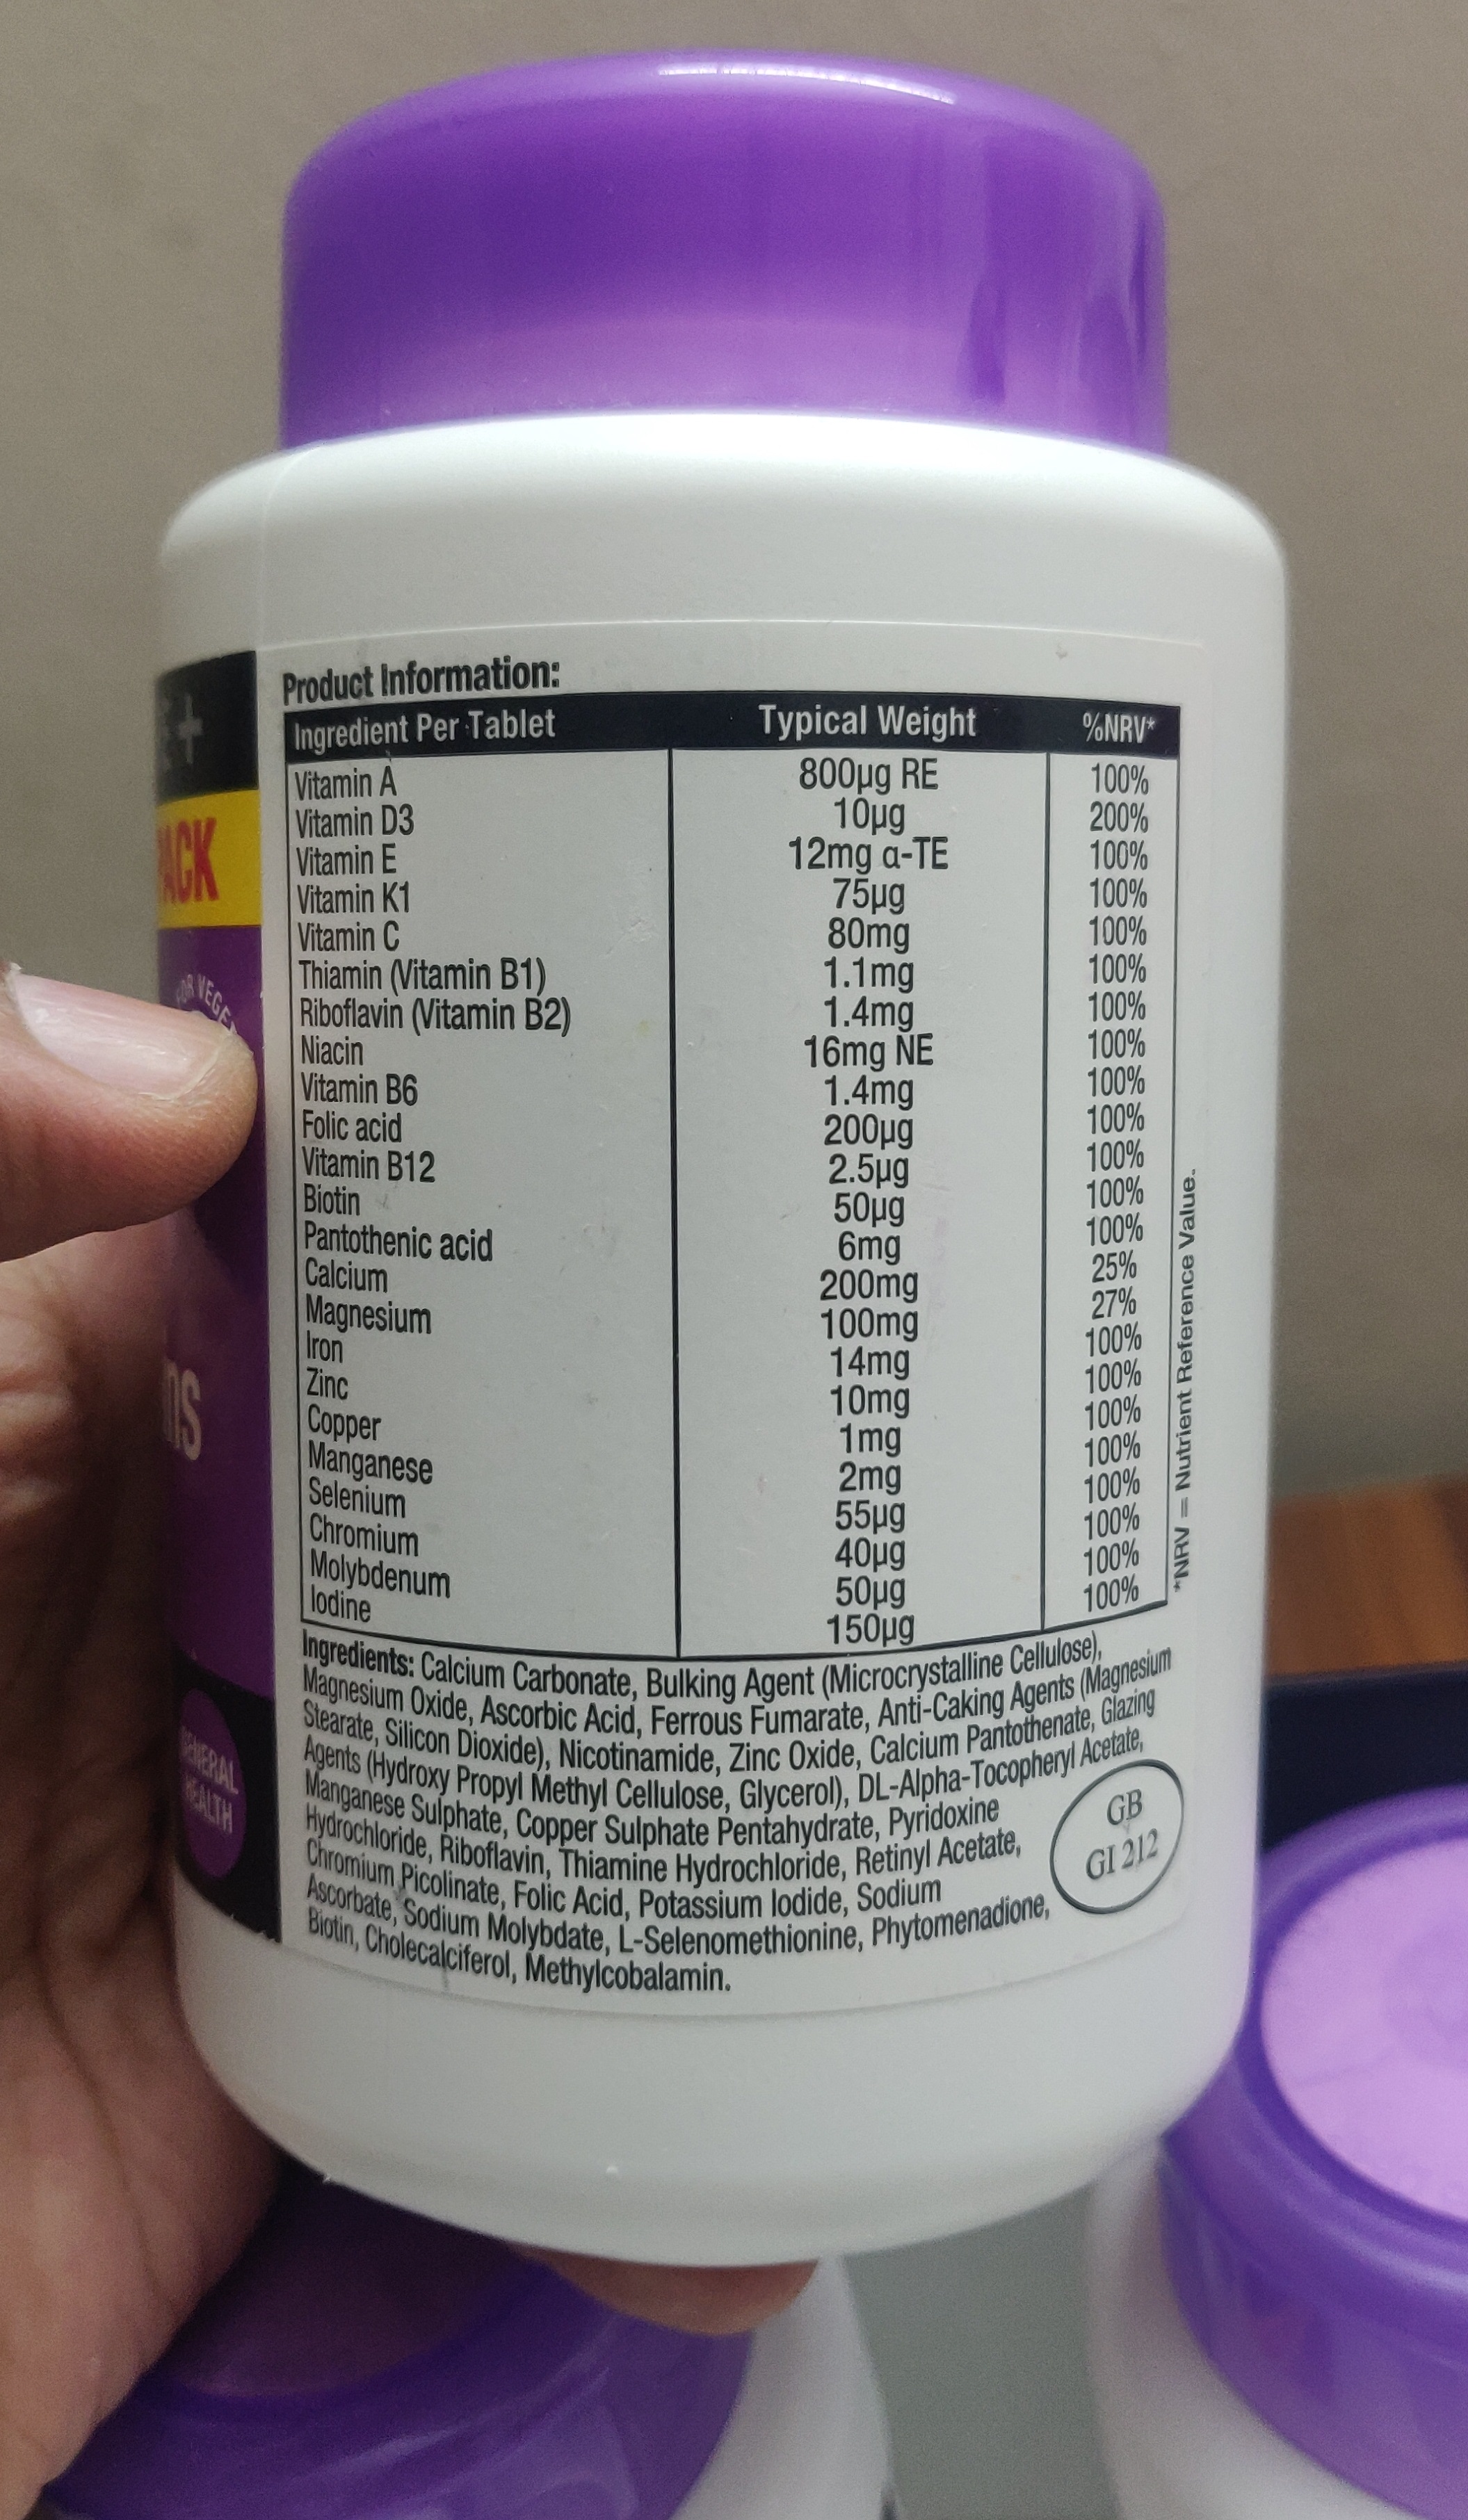 +
ACK
FOR VEGE
ns
GENERAL
HEALTH
Product Information:
Ingredient Per Tablet Typical Weight %NRV*
Vitamin A 800µg RE 100%
Vitamin D3 10µg 200%
Vitamin E 12mg α-TE 100%
Vitamin K1 75µg 100%
Vitamin C 80mg 100%
Thiamin (Vitamin B1) 1.1mg 100%
Riboflavin (Vitamin B2) 1.4mg 100%
Niacin 16mg NE 100%
Vitamin B6 1.4mg 100%
Folic acid 200µg 100%
Vitamin B12 2.5µg 100%
Biotin 50µg 100%
Pantothenic acid 6mg 100%
Calcium 200mg 25%
Magnesium 100mg 27%
Iron 14mg 100%
Zinc 10mg 100%
Copper 1mg 100%
Manganese 2mg 100%
Selenium 55µg 100%
Chromium 40µg 100%
Molybdenum 50µg 100%
Iodine 150µg 100%
*NRV = Nutrient Reference Value.
Ingredients: Calcium Carbonate, Bulking Agent (Microcrystalline Cellulose),
Magnesium Oxide, Ascorbic Acid, Ferrous Fumarate, Anti-Caking Agents (Magnesium
Stearate, Silicon Dioxide), Nicotinamide, Zinc Oxide, Calcium Pantothenate, Glazing
Agents (Hydroxy Propyl Methyl Cellulose, Glycerol), DL-Alpha-Tocopheryl Acetate,
Manganese Sulphate, Copper Sulphate Pentahydrate, Pyridoxine
Hydrochloride, Riboflavin, Thiamine Hydrochloride, Retinyl Acetate,
Chromium Picolinate, Folic Acid, Potassium Iodide, Sodium
Ascorbate, Sodium Molybdate, L-Selenomethionine, Phytomenadione,
Biotin, Cholecalciferol, Methylcobalamin.
GB
GI 212